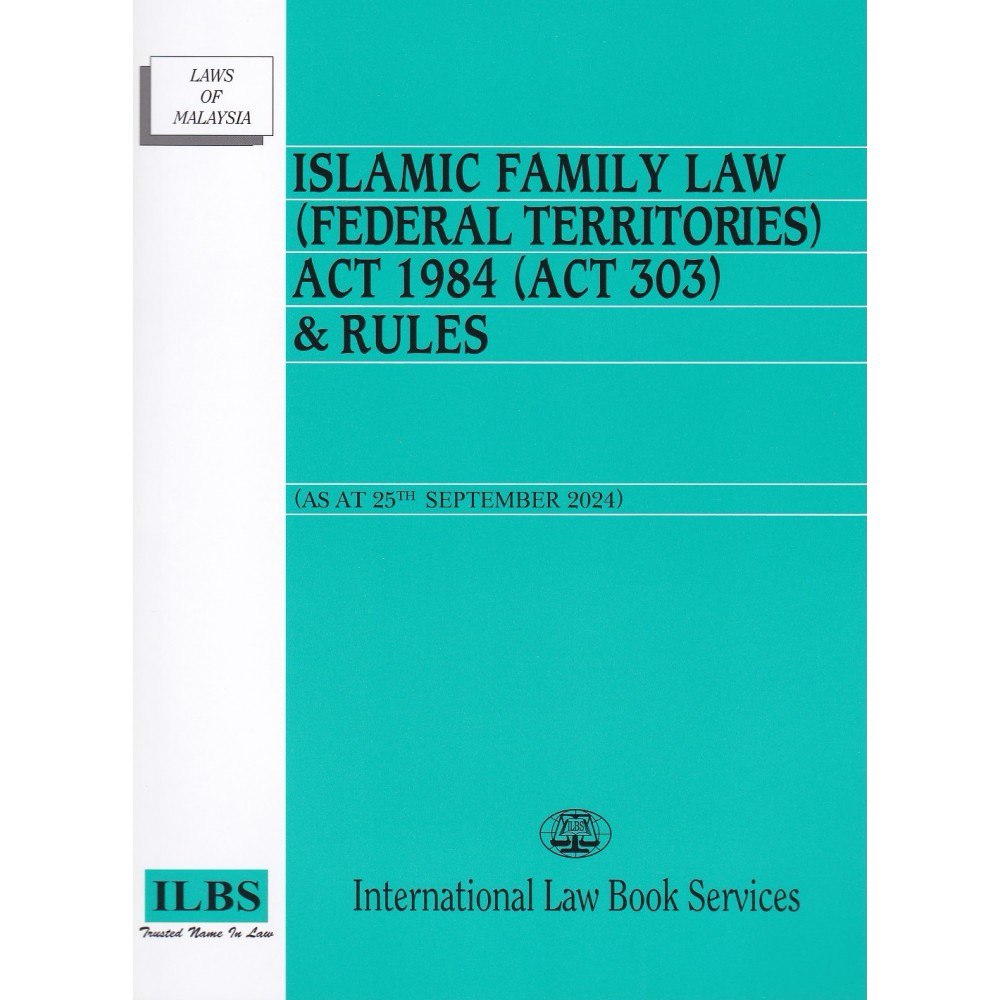 LAWS
OF
MALAYSIA
ISLAMIC FAMILY LAW
(FEDERAL TERRITORIES)
ACT 1984 (ACT 303)
& RULES
(AS AT 25TH SEPTEMBER 2024)
ILBS
International Law Book Services
ILBS
Trusted Name In Law